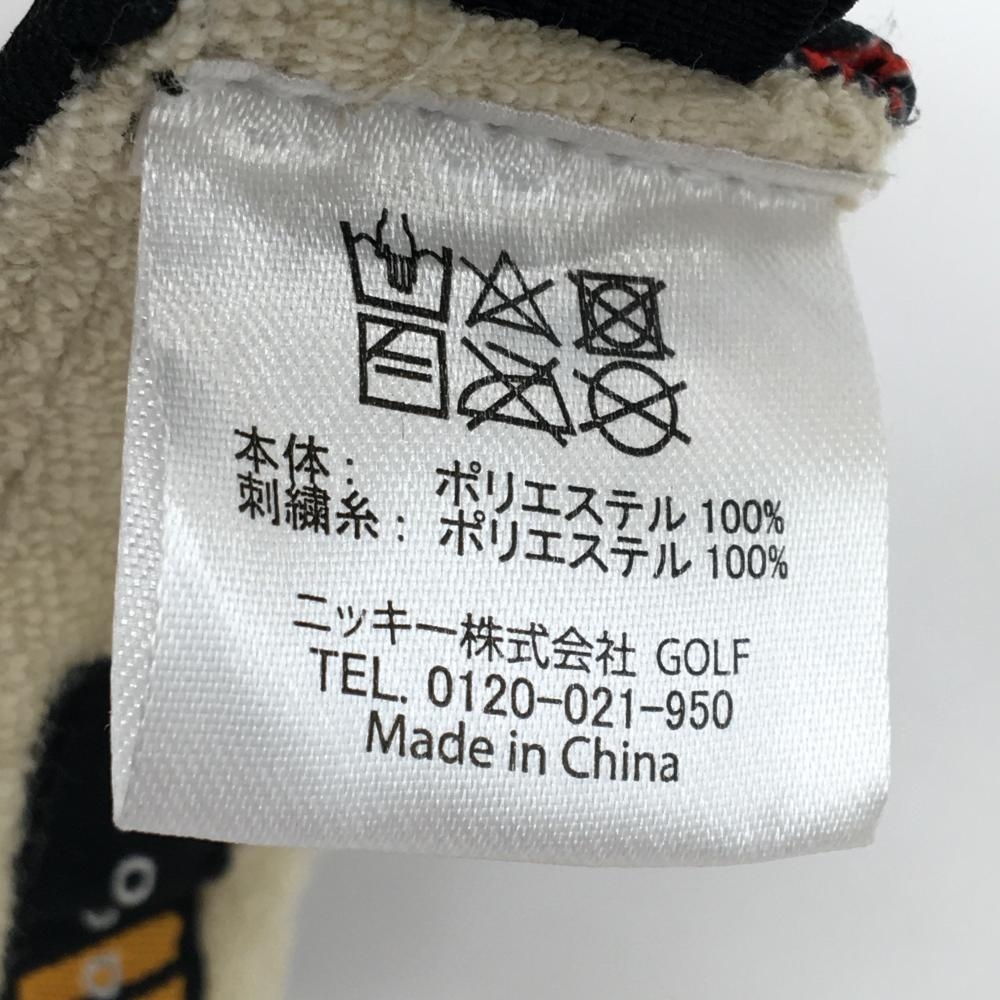 本体： ポリエステル 100%
刺繍糸： ポリエステル 100%
ニッキー株式会社 GOLF
TEL. 0120-021-950
Made in China